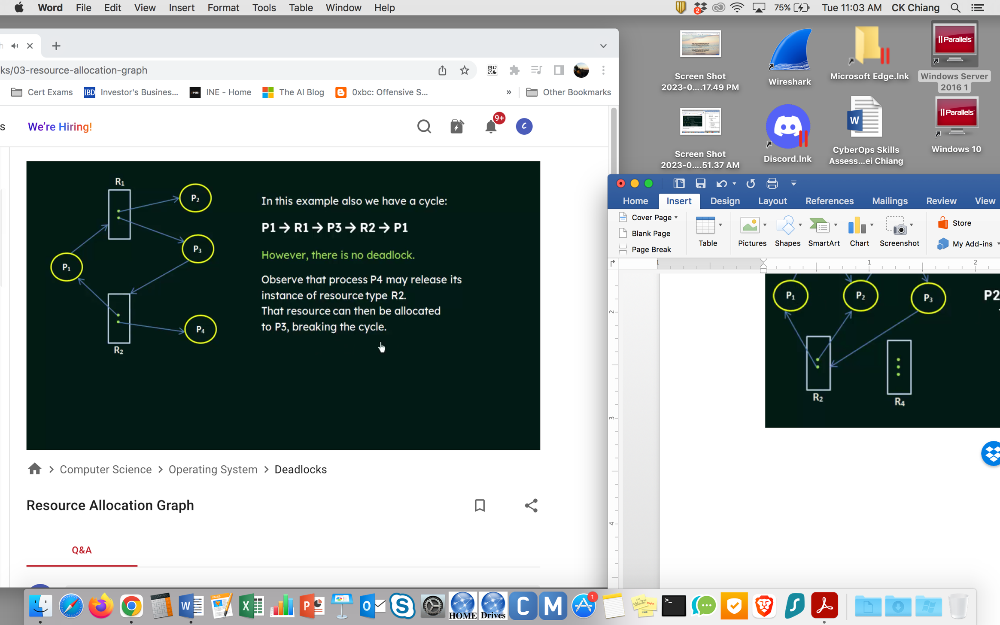 Word File Edit View Insert Format Tools Table Window Help
2 75% Tue 11:03 AM CK Chiang
ks/03-resource-allocation-graph
Cert Exams IBD Investor's Busines... INE INE - Home The AI Blog 0xbc: Offensive S... » Other Bookmarks
s We're Hiring! 9+ C
R1
P2
P3
P1
P4
R2
In this example also we have a cycle:
P1 → R1 → P3 → R2 → P1
However, there is no deadlock.
Observe that process P4 may release its
instance of resource type R2.
That resource can then be allocated
to P3, breaking the cycle.
> Computer Science > Operating System > Deadlocks
Resource Allocation Graph
Q&A
Screen Shot
2023-0....17.49 PM
Wireshark
Microsoft Edge.lnk
Parallels
Windows Server
2016 1
Screen Shot
2023-0....51.37 AM
Discord.lnk
W
CyberOps Skills
Assess...ei Chiang
Parallels
Windows 10
Home Insert Design Layout References Mailings Review View
Cover Page
Blank Page
Page Break
Table
Pictures
Shapes
SmartArt
Chart
Screenshot
Store
My Add-ins
1 1 2
2
3
4
P1 P2 P3 P2
R2 R4
W PAGES X P O S HOME Drives C M 1 >_